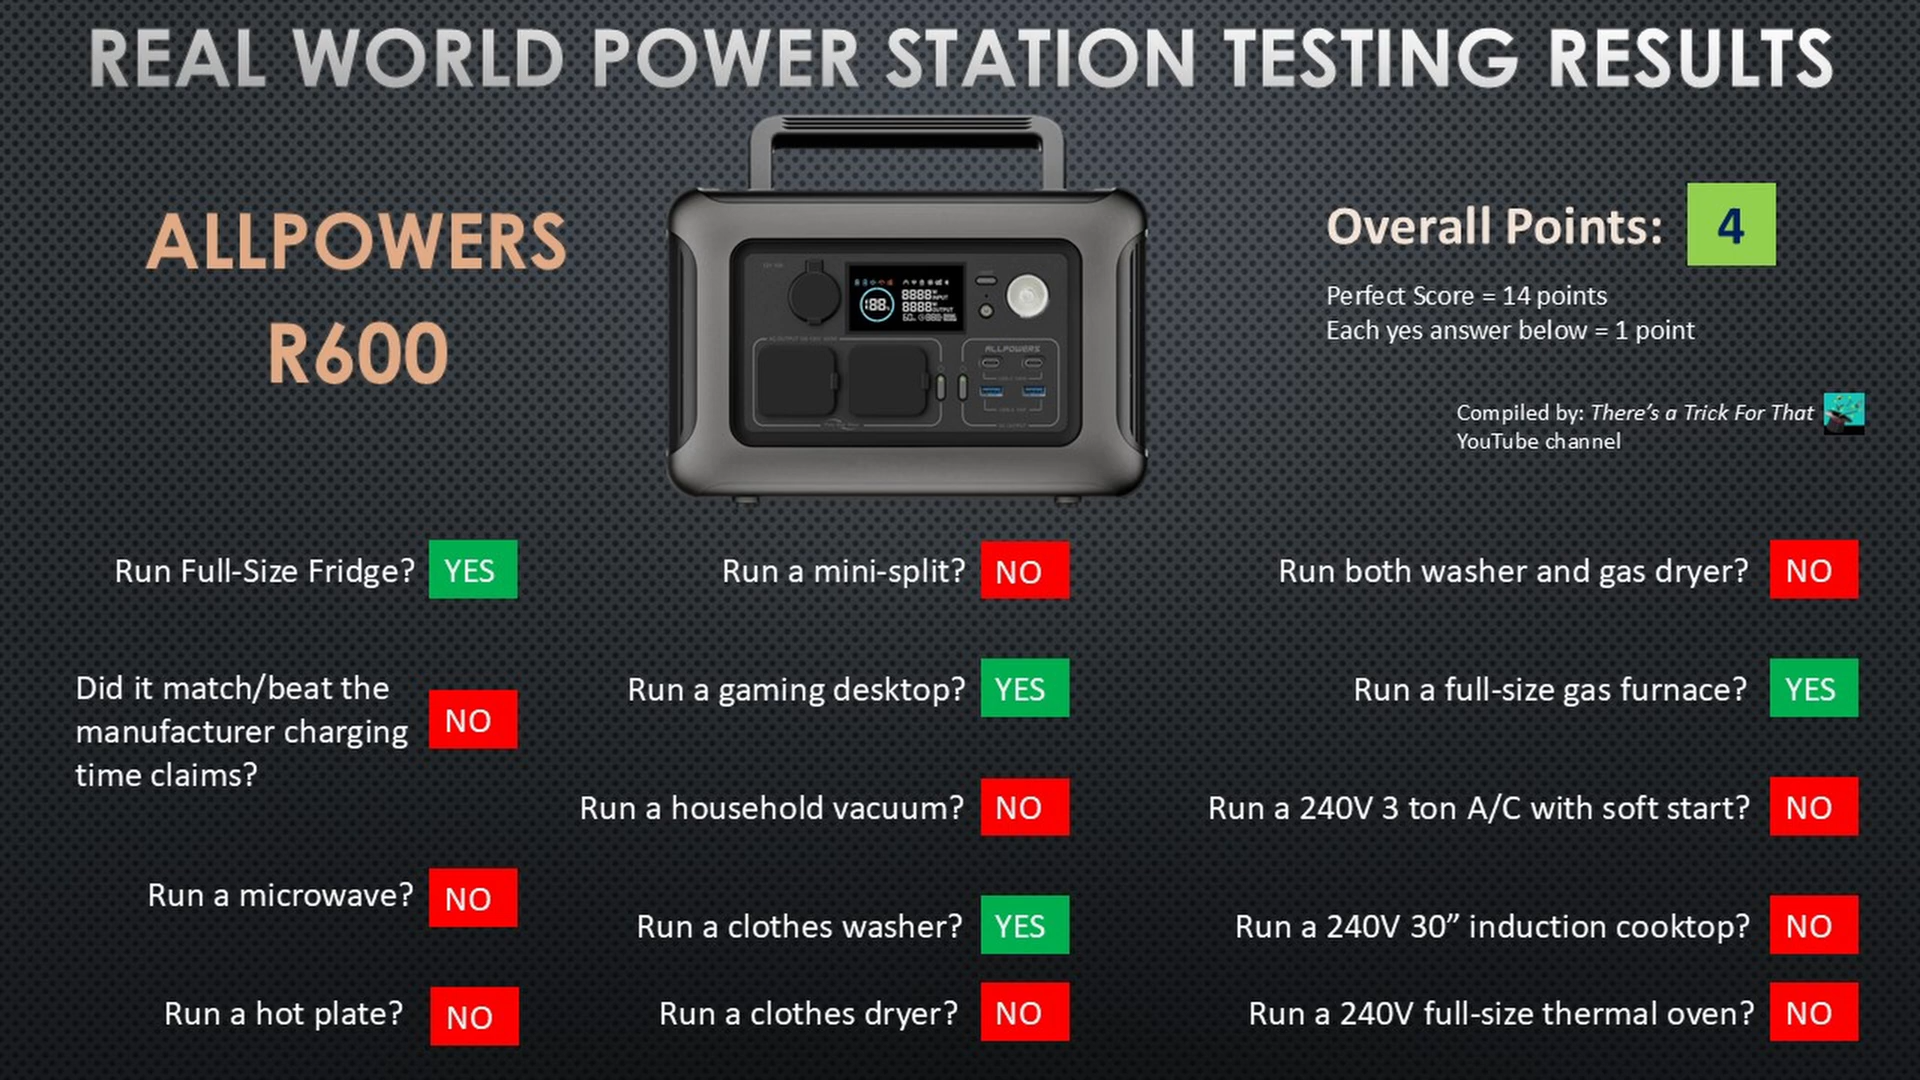 REAL WORLD POWER STATION TESTING RESULTS
ALLPOWERS
R600
Overall Points: 4
Perfect Score = 14 points
Each yes answer below = 1 point
Compiled by: There's a Trick For That
YouTube channel
188
8888
INPUT
8888
OUTPUT
ALLPOWERS
Run Full-Size Fridge? YES
Did it match/beat the
manufacturer charging
time claims?
NO
Run a microwave? NO
Run a hot plate? NO
Run a mini-split? NO
Run a gaming desktop? YES
Run a household vacuum? NO
Run a clothes washer? YES
Run a clothes dryer? NO
Run both washer and gas dryer? NO
Run a full-size gas furnace? YES
Run a 240V 3 ton A/C with soft start? NO
Run a 240V 30” induction cooktop? NO
Run a 240V full-size thermal oven? NO